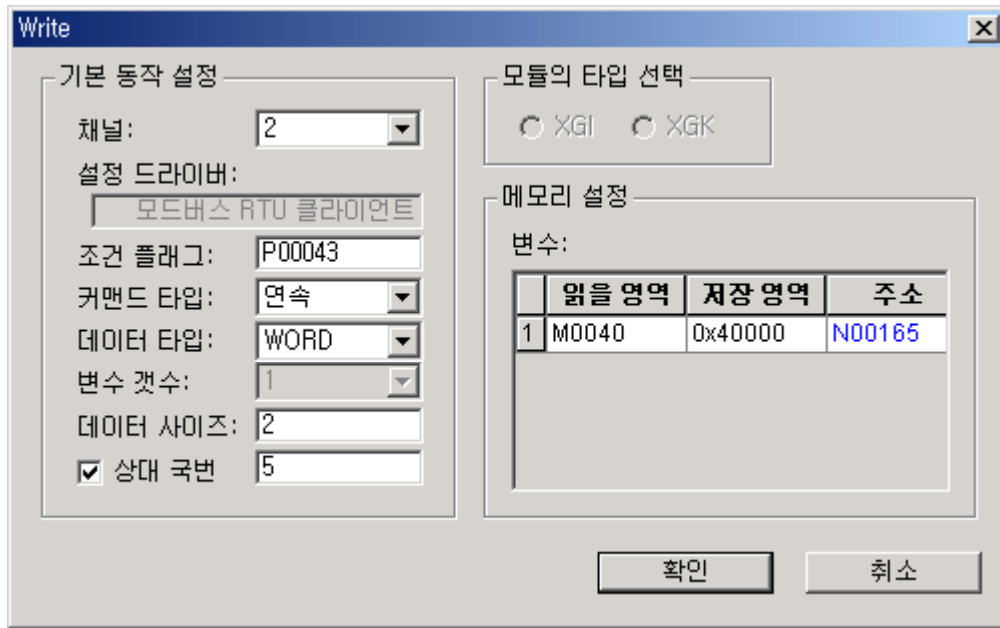 Write
기본 동작 설정
채널: 2
설정 드라이버:
모드버스 RTU 클라이언트
조건 플래그: P00043
커맨드 타입: 연속
데이터 타입: WORD
변수 갯수: 1
데이터 사이즈: 2
상대 국번 5
모듈의 타입 선택
XGI XGK
메모리 설정
변수:
읽을 영역 저장 영역 주소
1 M0040 0x40000 N00165
확인 취소